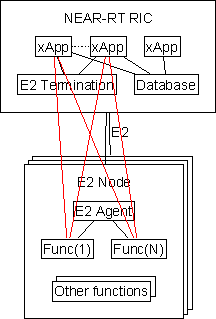 NEAR-RT RIC
xApp xApp xApp
E2 Termination Database
E2
E2 Node
E2 Agent
Func(1) Func(N)
Other functions